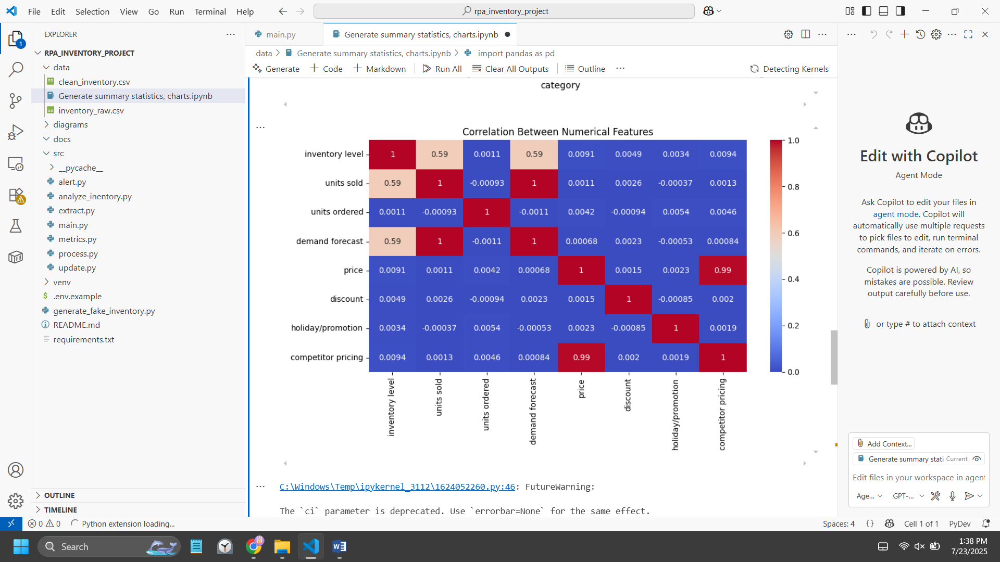 File Edit Selection View Go Run Terminal Help
rpa_inventory_project
EXPLORER
1
RPA_INVENTORY_PROJECT
data
clean_inventory.csv
Generate summary statistics, charts.ipynb
inventory_raw.csv
diagrams
docs
src
__pycache__
alert.py
analyze_inentory.py
extract.py
main.py
metrics.py
process.py
update.py
venv
.env.example
generate_fake_inventory.py
README.md
requirements.txt
OUTLINE
TIMELINE
main.py
Generate summary statistics, charts.ipynb
data > Generate summary statistics, charts.ipynb > import pandas as pd
Generate + Code + Markdown Run All Clear All Outputs Outline Detecting Kernels
category
Correlation Between Numerical Features
inventory level 1 0.59 0.0011 0.59 0.0091 0.0049 0.0034 0.0094
units sold 0.59 1 -0.00093 1 0.0011 0.0026 -0.00037 0.0013
units ordered 0.0011 -0.00093 1 -0.0011 0.0042 -0.00094 0.0054 0.0046
demand forecast 0.59 1 -0.0011 1 0.00068 0.0023 -0.00053 0.00084
price 0.0091 0.0011 0.0042 0.00068 1 0.0015 0.0023 0.99
discount 0.0049 0.0026 -0.00094 0.0023 0.0015 1 -0.00085 0.002
holiday/promotion 0.0034 -0.00037 0.0054 -0.00053 0.0023 -0.00085 1 0.0019
competitor pricing 0.0094 0.0013 0.0046 0.00084 0.99 0.002 0.0019 1
inventory level
units sold
units ordered
demand forecast
price
discount
holiday/promotion
competitor pricing
1.0
0.8
0.6
0.4
0.2
0.0
C:\Windows\Temp\ipykernel_3112\1624052260.py:46: FutureWarning:
The `ci` parameter is deprecated. Use `errorbar=None` for the same effect.
Edit with Copilot
Agent Mode
Ask Copilot to edit your files in
agent mode. Copilot will
automatically use multiple requests
to pick files to edit, run terminal
commands, and iterate on errors.
Copilot is powered by AI, so
mistakes are possible. Review
output carefully before use.
or type # to attach context
Add Context...
Generate summary stati Current
Edit files in your workspace in agent
Age... GPT-...
0 0 Python extension loading...
Spaces: 4 {} Cell 1 of 1 PyDev
Search
1:38 PM
7/23/2025